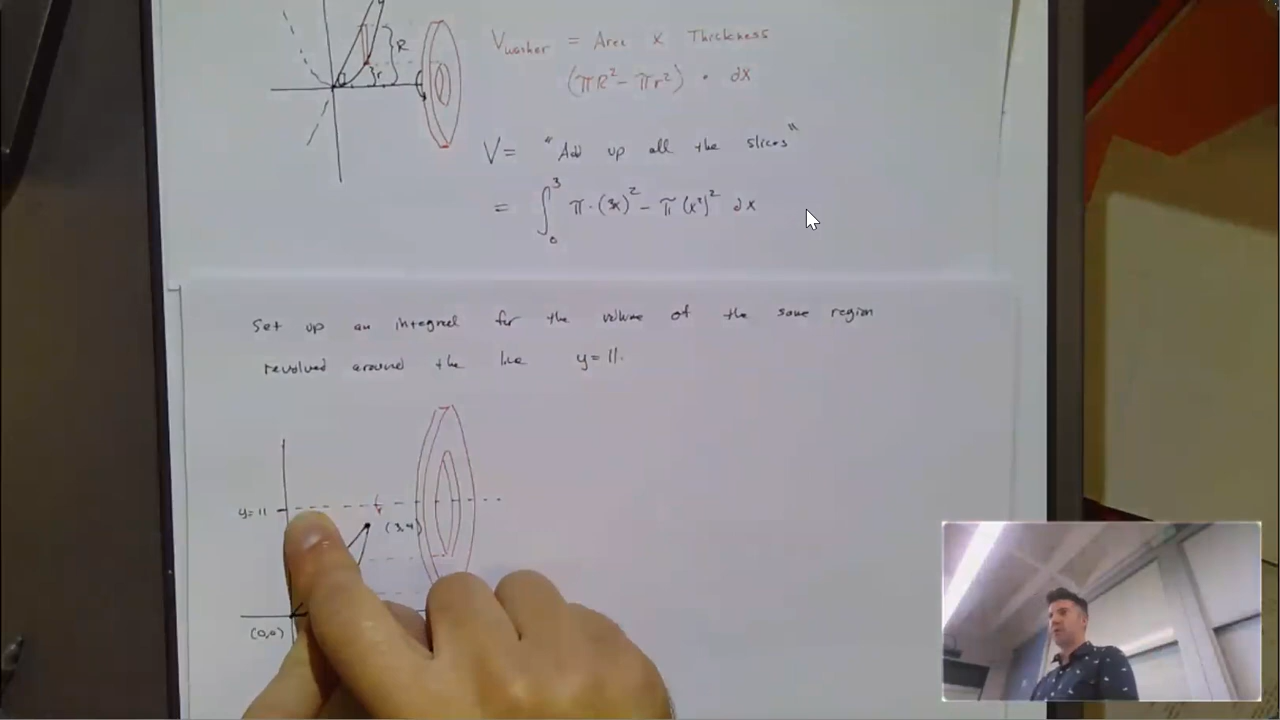 R
r
V washer = Area x Thickness
(πR² - πr²) · dx
V = "Add up all the slices"
= ∫₀³ π·(3x)² - π(x²)² dx
Set up an integral for the volume of the same region
revolved around the line y=11.
y=11
(3,9)
(0,0)